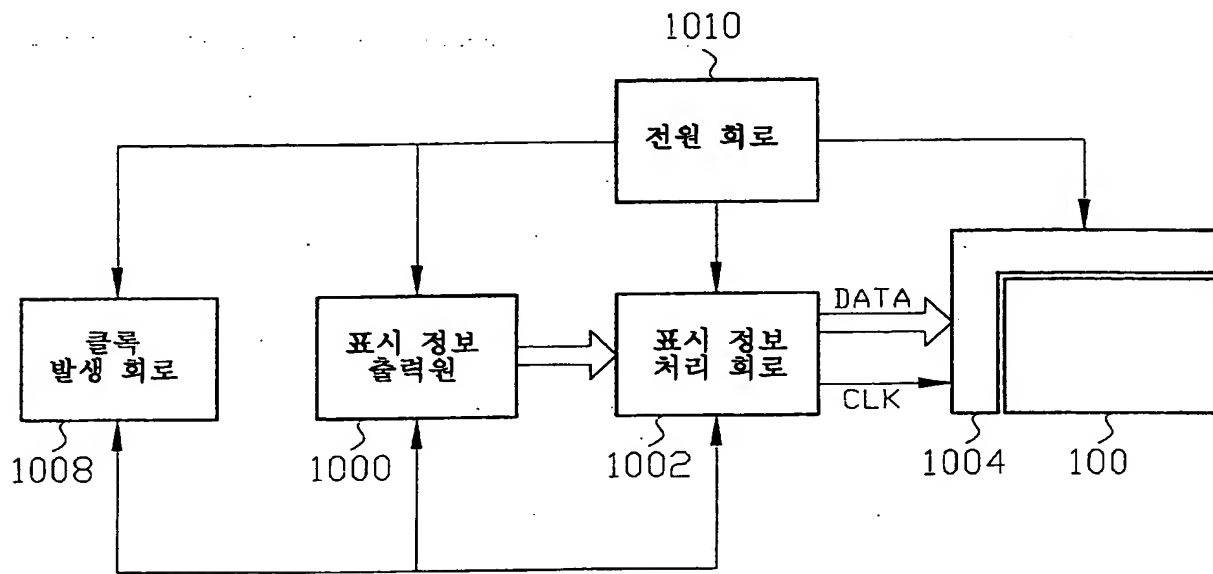 1010
전원 회로
DATA
클록
발생 회로
표시 정보
출력원
표시 정보
처리 회로
CLK
1008
1000
1002
1004
100